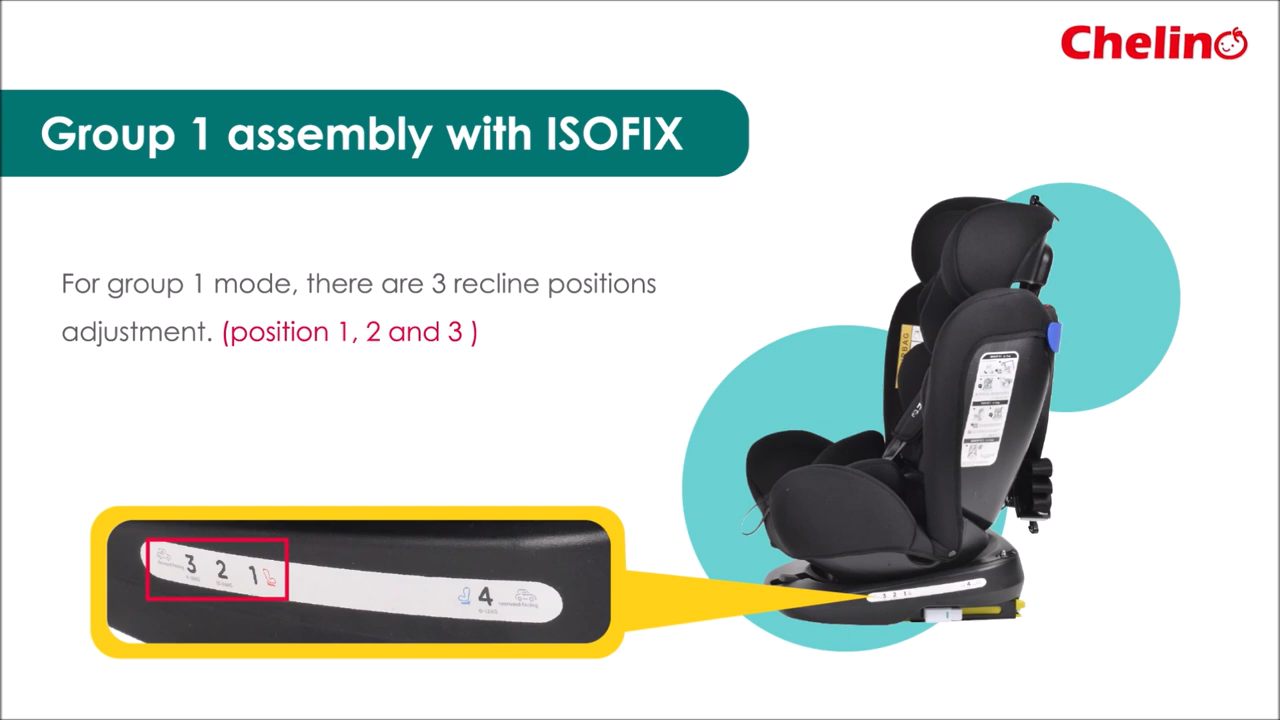 Chelino
Group 1 assembly with ISOFIX
For group 1 mode, there are 3 recline positions
adjustment. (position 1, 2 and 3 )
3 2 1
4